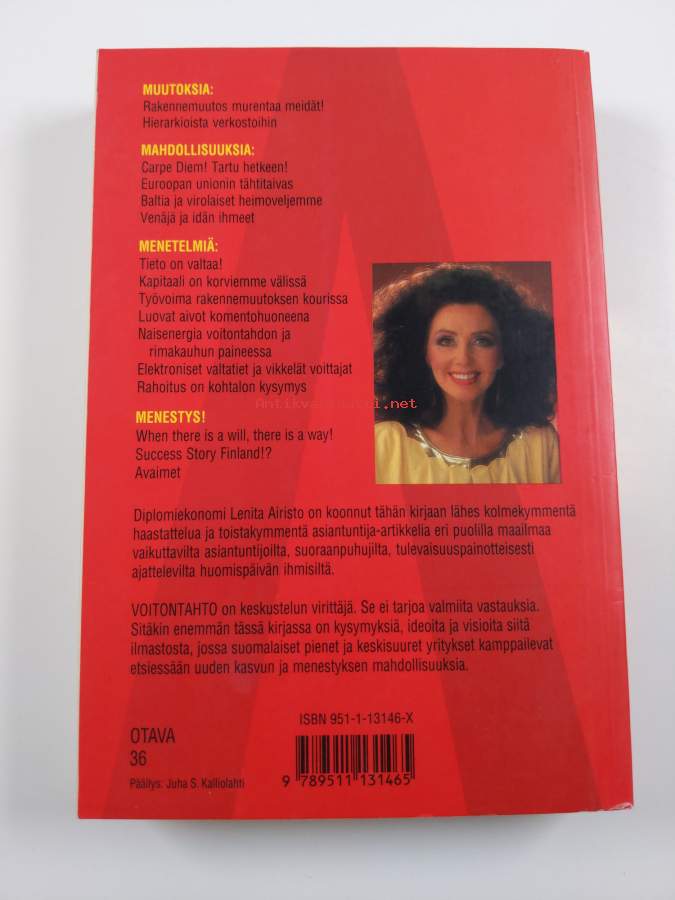 MUUTOKSIA:
Rakennemuutos murentaa meidät!
Hierarkioista verkostoihin
MAHDOLLISUUKSIA:
Carpe Diem! Tartu hetkeen!
Euroopan unionin tähtitaivas
Baltia ja virolaiset heimoveljemme
Venäjä ja idän ihmeet
MENETELMIÄ:
Tieto on valtaa!
Kapitaali on korviemme välissä
Työvoima rakennemuutoksen kourissa
Luovat aivot komentohuoneena
Naisenergia voitontahdon ja
rimakauhun paineessa
Elektroniset valtatiet ja vikkelät voittajat
Rahoitus on kohtalon kysymys
MENESTYS!
When there is a will, there is a way!
Success Story Finland!?
Avaimet
Antikvariaatti.net
Diplomiekonomi Lenita Airisto on koonnut tähän kirjaan lähes kolmekymmentä
haastattelua ja toistakymmentä asiantuntija-artikkelia eri puolilla maailmaa
vaikuttavilta asiantuntijoilta, suoraanpuhujilta, tulevaisuuspainotteisesti
ajattelevilta huomispäivän ihmisiltä.
VOITONTAHTO on keskustelun virittäjä. Se ei tarjoa valmiita vastauksia.
Sitäkin enemmän tässä kirjassa on kysymyksiä, ideoita ja visioita siitä
ilmastosta, jossa suomalaiset pienet ja keskisuuret yritykset kamppailevat
etsiessään uuden kasvun ja menestyksen mahdollisuuksia.
ISBN 951-1-13146-X
OTAVA
36
Päällys: Juha S. Kalliolahti
9 789511 131465